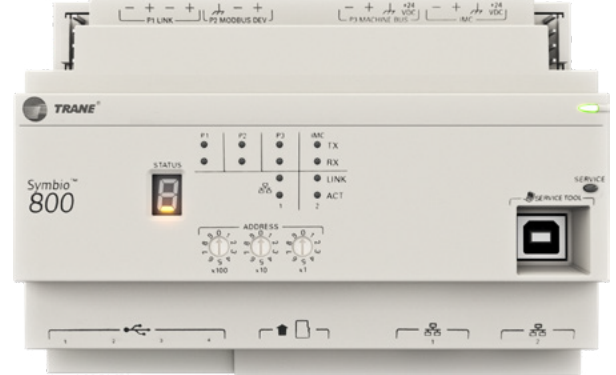 − + − +
P1 LINK
− +
P2 MODBUS DEV
− + +24 VDC
P3 MACHINE BUS
− + +24 VDC
IMC
TRANE®
P1 P2 P3 IMC
TX
RX
LINK
ACT
1 2
STATUS
SERVICE
Symbio™
800
SERVICE TOOL
ADDRESS
x100 x10 x1
1 2 3 4
1
2